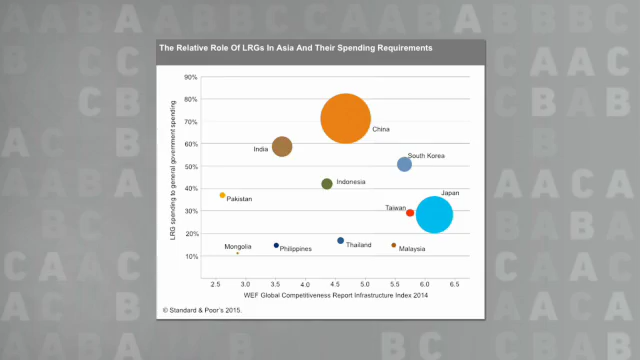 The Relative Role Of LRGs In Asia And Their Spending Requirements
LRG spending to general government spending
90%
80%
70%
60%
50%
40%
30%
20%
10%
China
India
South Korea
Indonesia
Japan
Pakistan
Taiwan
Mongolia
Philippines
Thailand
Malaysia
2.5 3.0 3.5 4.0 4.5 5.0 5.5 6.0 6.5
WEF Global Competitiveness Report Infrastructure Index 2014
© Standard & Poor's 2015.